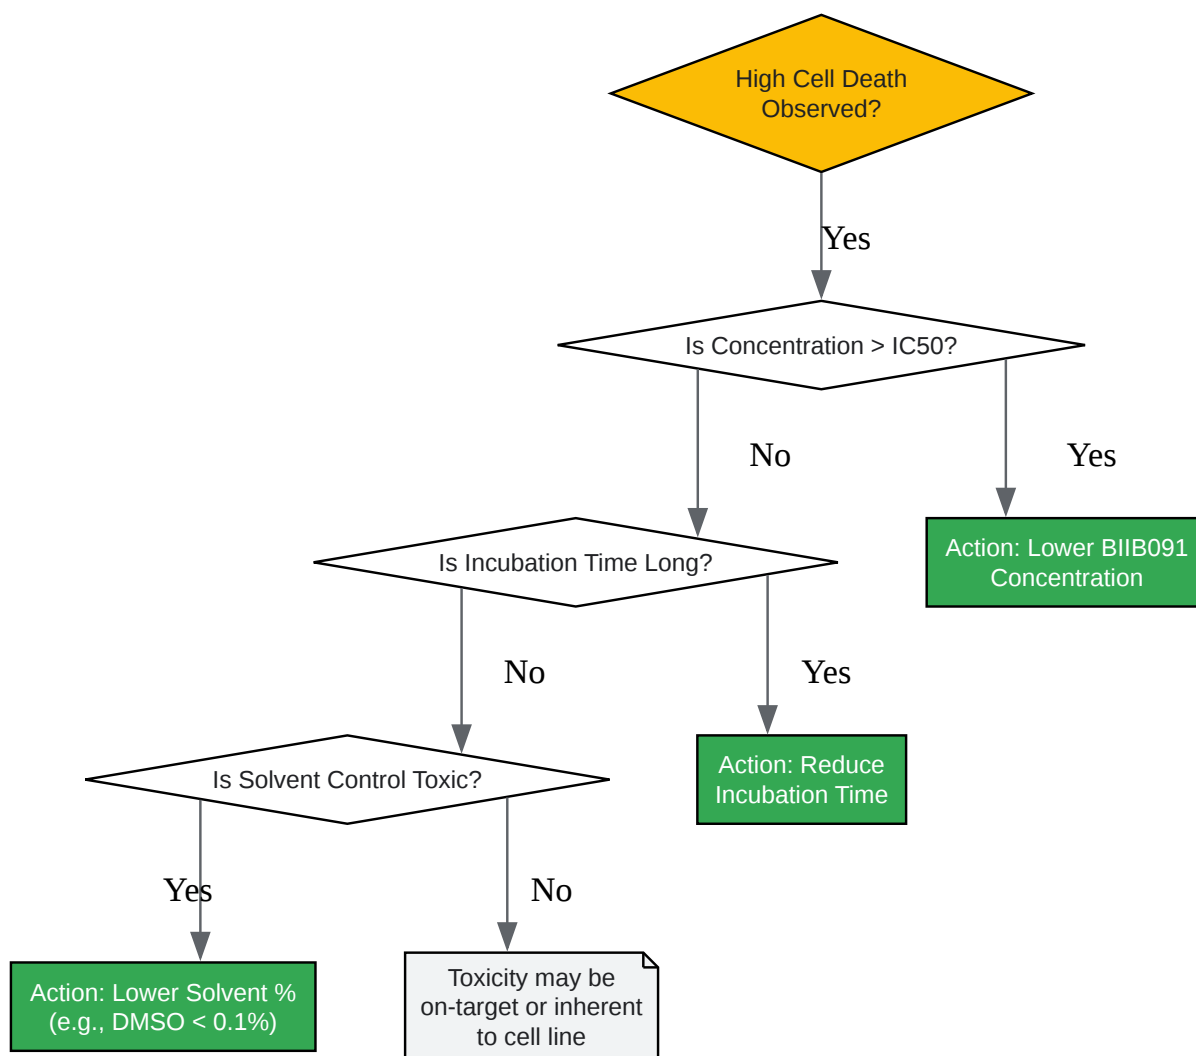 High Cell Death
Observed?
Yes
Is Concentration > IC50?
No
Yes
Is Incubation Time Long?
Action: Lower BIIB091
Concentration
No
Yes
Is Solvent Control Toxic?
Action: Reduce
Incubation Time
Yes
No
Action: Lower Solvent %
(e.g., DMSO < 0.1%)
Toxicity may be
on-target or inherent
to cell line